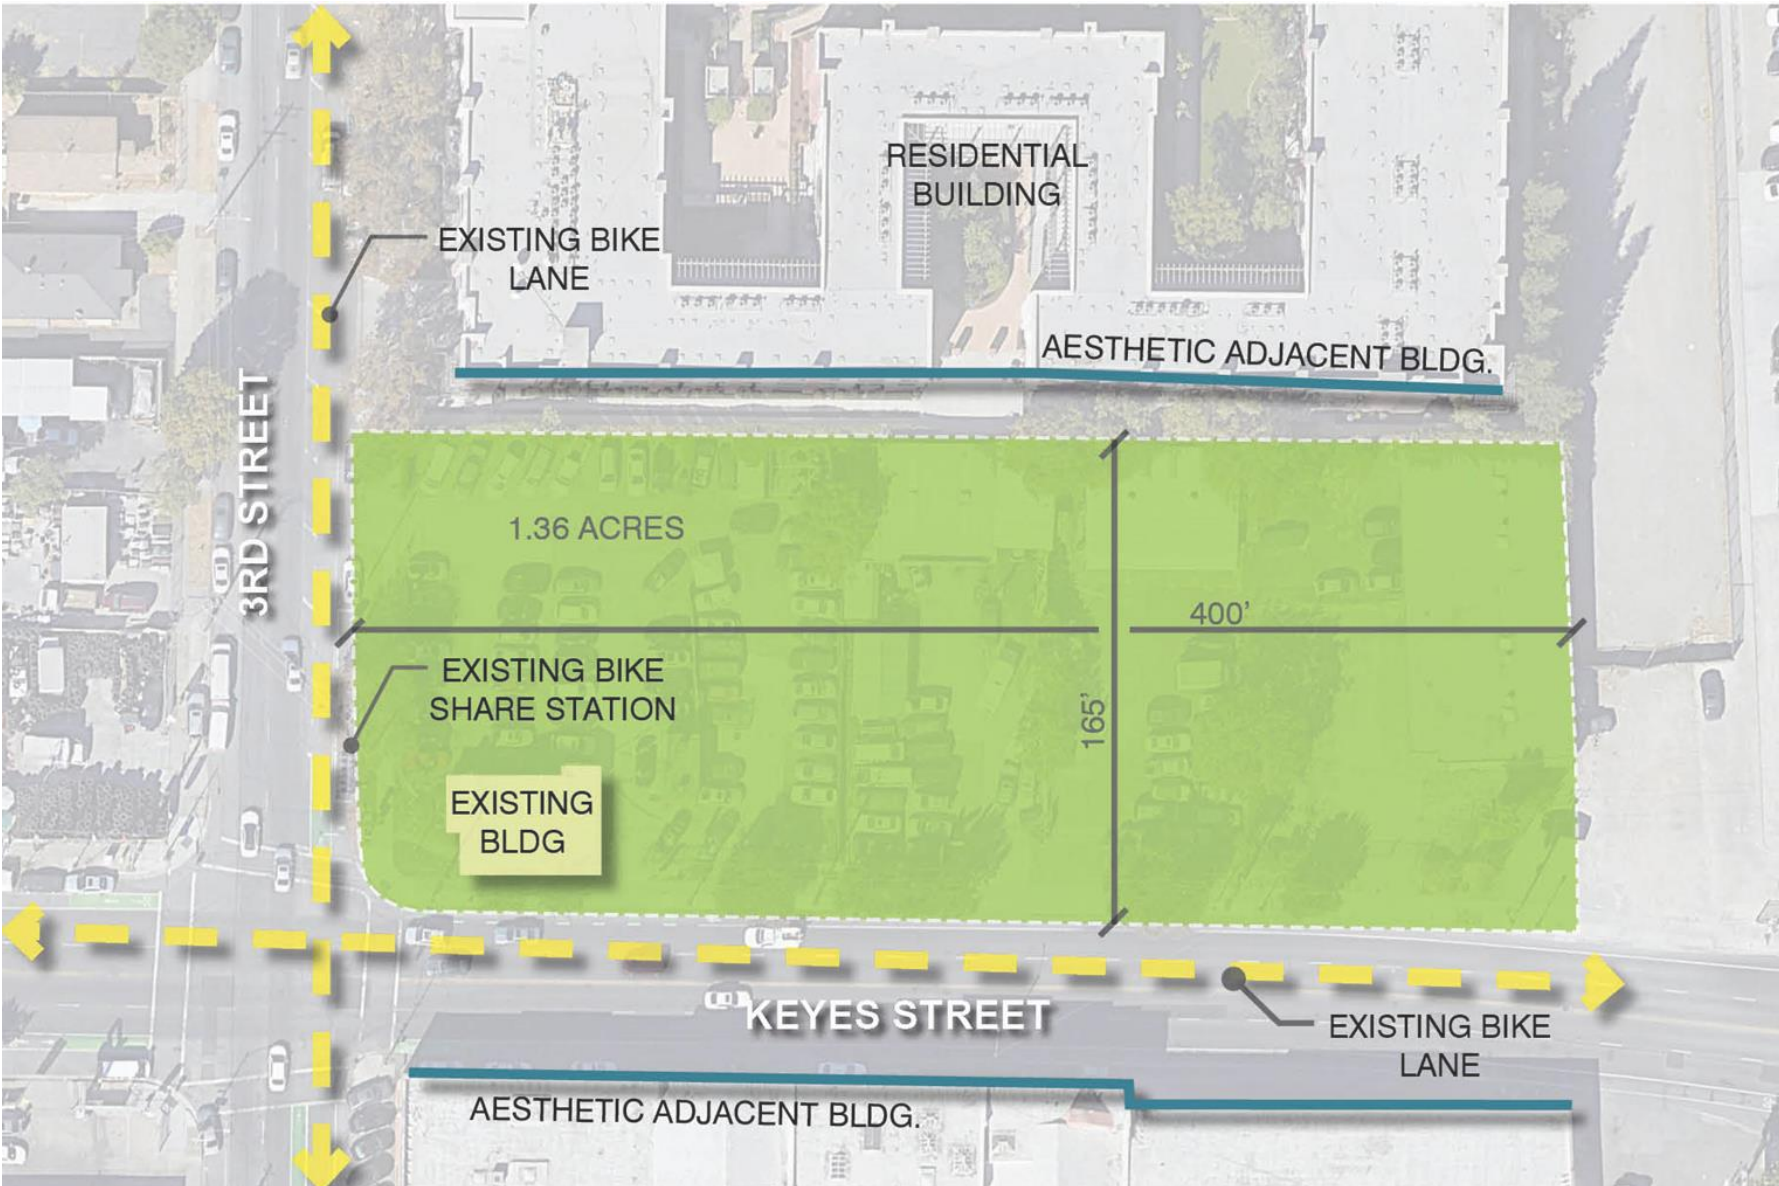 RESIDENTIAL
BUILDING
EXISTING BIKE
LANE
AESTHETIC ADJACENT BLDG.
3RD STREET
1.36 ACRES
400'
165'
EXISTING BIKE
SHARE STATION
EXISTING
BLDG
KEYES STREET
EXISTING BIKE
LANE
AESTHETIC ADJACENT BLDG.